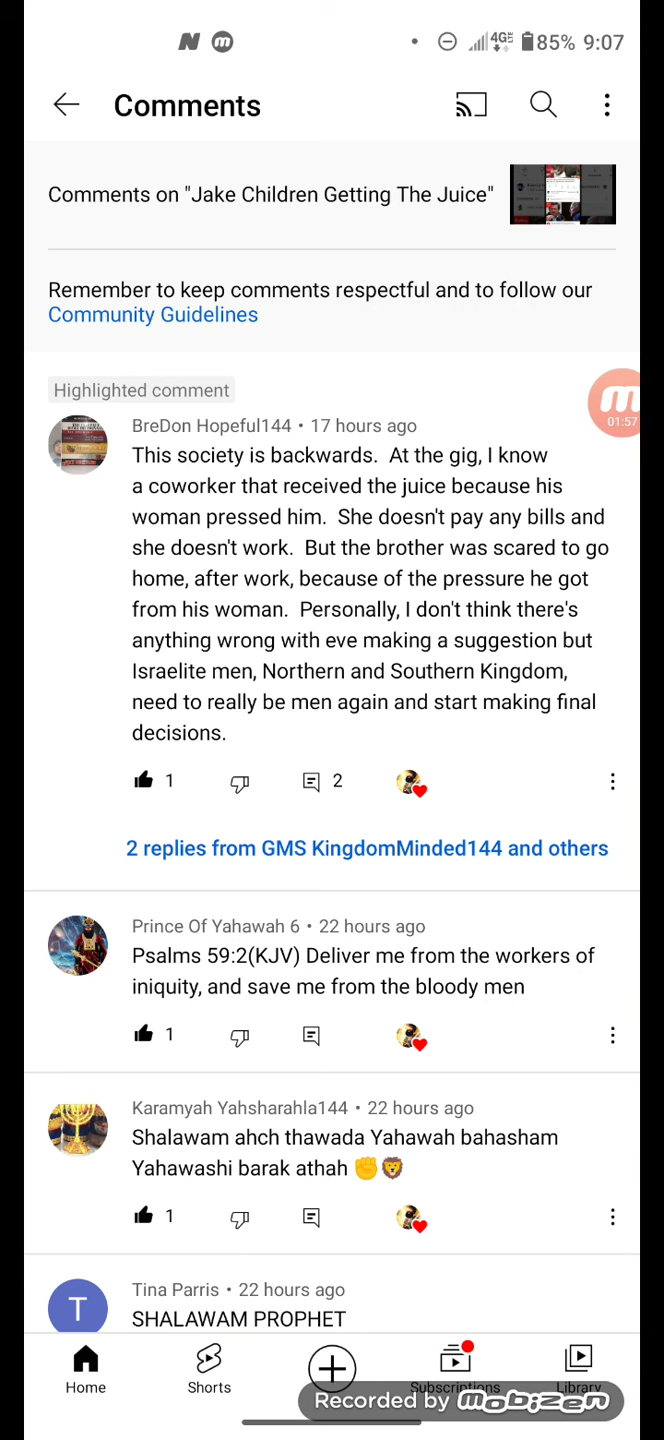 N m 4GE 85% 9:07
Comments
Comments on "Jake Children Getting The Juice"
Remember to keep comments respectful and to follow our
Community Guidelines
Highlighted comment
m
01:57
BreDon Hopeful144 • 17 hours ago
This society is backwards.  At the gig, I know
a coworker that received the juice because his
woman pressed him.  She doesn't pay any bills and
she doesn't work.  But the brother was scared to go
home, after work, because of the pressure he got
from his woman.  Personally, I don't think there's
anything wrong with eve making a suggestion but
Israelite men, Northern and Southern Kingdom,
need to really be men again and start making final
decisions.
1 2
2 replies from GMS KingdomMinded144 and others
Prince Of Yahawah 6 • 22 hours ago
Psalms 59:2(KJV) Deliver me from the workers of
iniquity, and save me from the bloody men
1
Karamyah Yahsharahla144 • 22 hours ago
Shalawam ahch thawada Yahawah bahasham
Yahawashi barak athah ✊🦁
1
T
Tina Parris • 22 hours ago
SHALAWAM PROPHET
Home Shorts Subscriptions Library
Recorded by mobizen